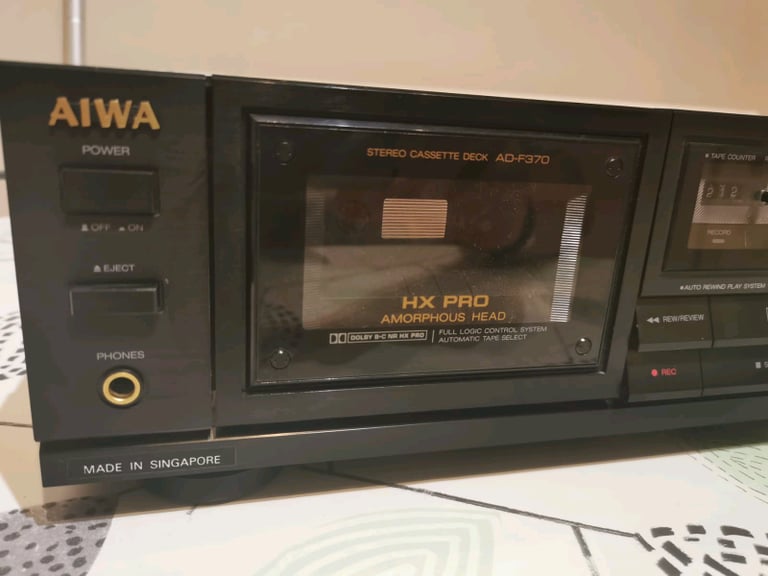 AIWA
POWER
OFF ON
EJECT
PHONES
MADE IN SINGAPORE
STEREO CASSETTE DECK AD-F370
HX PRO
AMORPHOUS HEAD
DOLBY B-C NR HX PRO
FULL LOGIC CONTROL SYSTEM
AUTOMATIC TAPE SELECT
TAPE COUNTER
RECORD
AUTO REWIND PLAY SYSTEM
REW/REVIEW
REC